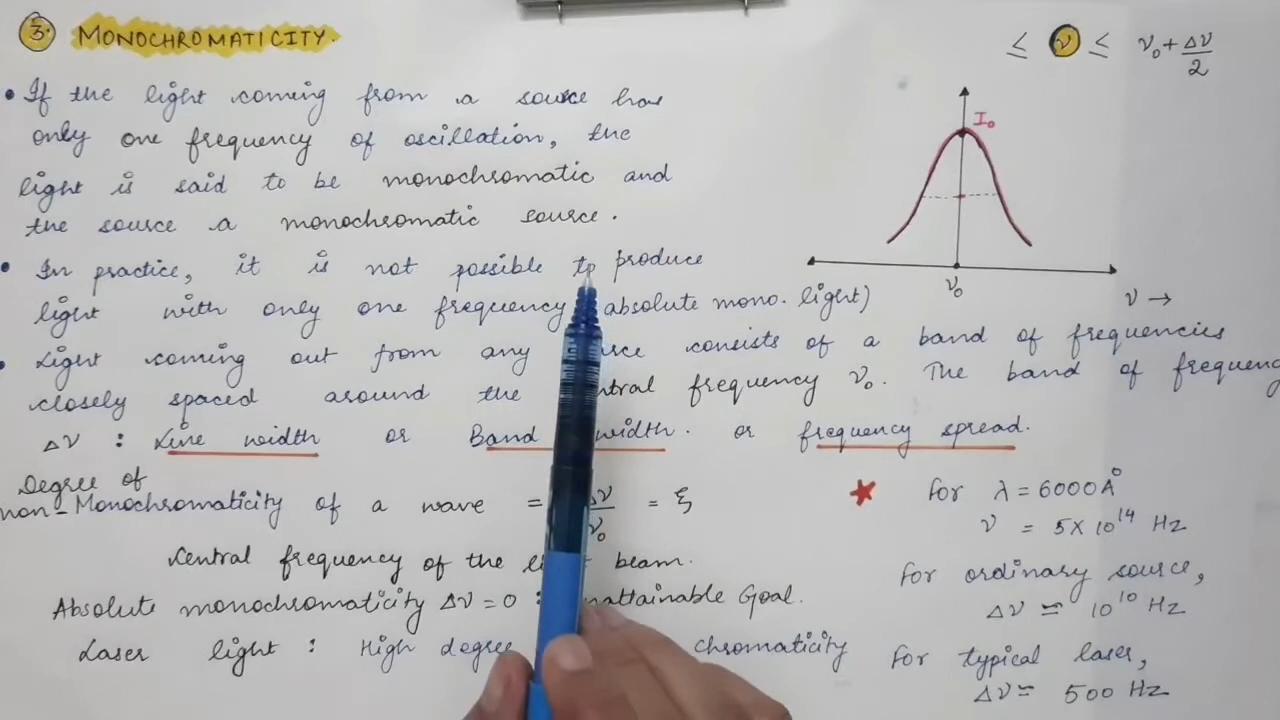 3. MONOCHROMATICITY.
≤ ν ≤ ν₀ + Δν/2
• If the light coming from a source has
only one frequency of oscillation, the
light is said to be monochromatic and
the source a monochromatic source.
I₀
ν₀
ν →
• In practice, it is not possible to produce
light with only one frequency absolute mono. light)
• Light coming out from any consists of a band of frequencies
closely spaced around the frequency ν₀. The band of frequency
Δν : Line width or Band width. or frequency spread.
Degree of
non-Monochromaticity of a wave = Δν/ν₀ = ξ
Central frequency of the beam.
Absolute monochromaticity Δν = 0 : Goal.
Laser light : High degree chromaticity
★ For λ = 6000Å
ν = 5×10¹⁴ Hz
For ordinary source,
Δν ≃ 10¹⁰ Hz
For typical laser,
Δν ≃ 500 Hz